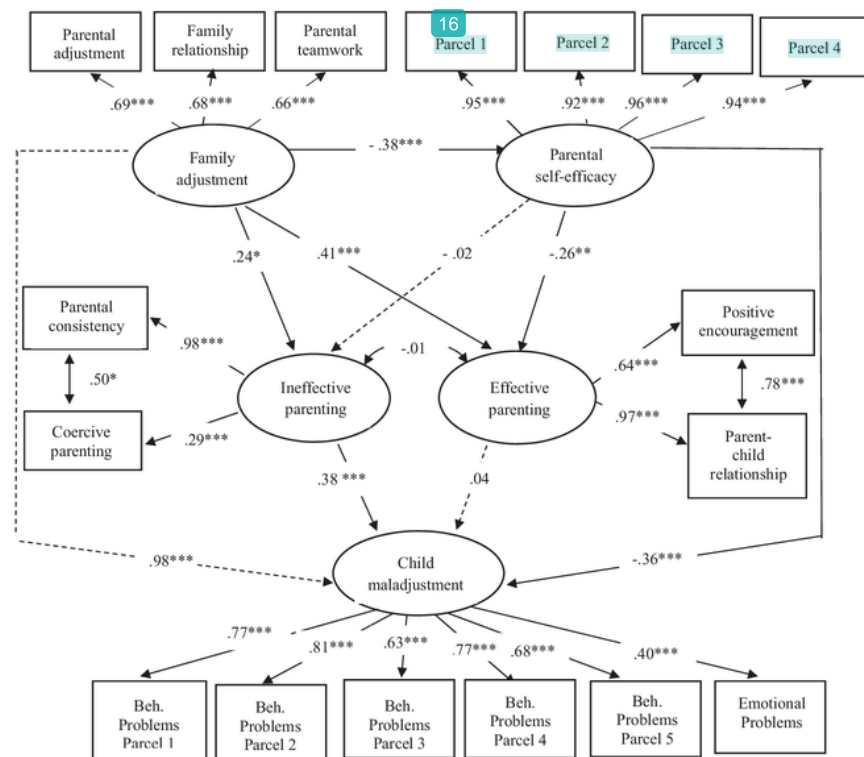 16
Parental
adjustment
Family
relationship
Parental
teamwork
Parcel 1
Parcel 2
Parcel 3
Parcel 4
.69***
.68***
.66***
.95***
.92***
.96***
.94***
Family
adjustment
- .38***
Parental
self-efficacy
.24*
.41***
- .02
-.26**
Parental
consistency
.98***
.50*
Coercive
parenting
.29***
Ineffective
parenting
-.01
Effective
parenting
Positive
encouragement
.64***
.78***
.97***
Parent-
child
relationship
.38 ***
.04
.98***
Child
maladjustment
-.36***
.77***
.81***
.63***
.77***
.68***
.40***
Beh.
Problems
Parcel 1
Beh.
Problems
Parcel 2
Beh.
Problems
Parcel 3
Beh.
Problems
Parcel 4
Beh.
Problems
Parcel 5
Emotional
Problems